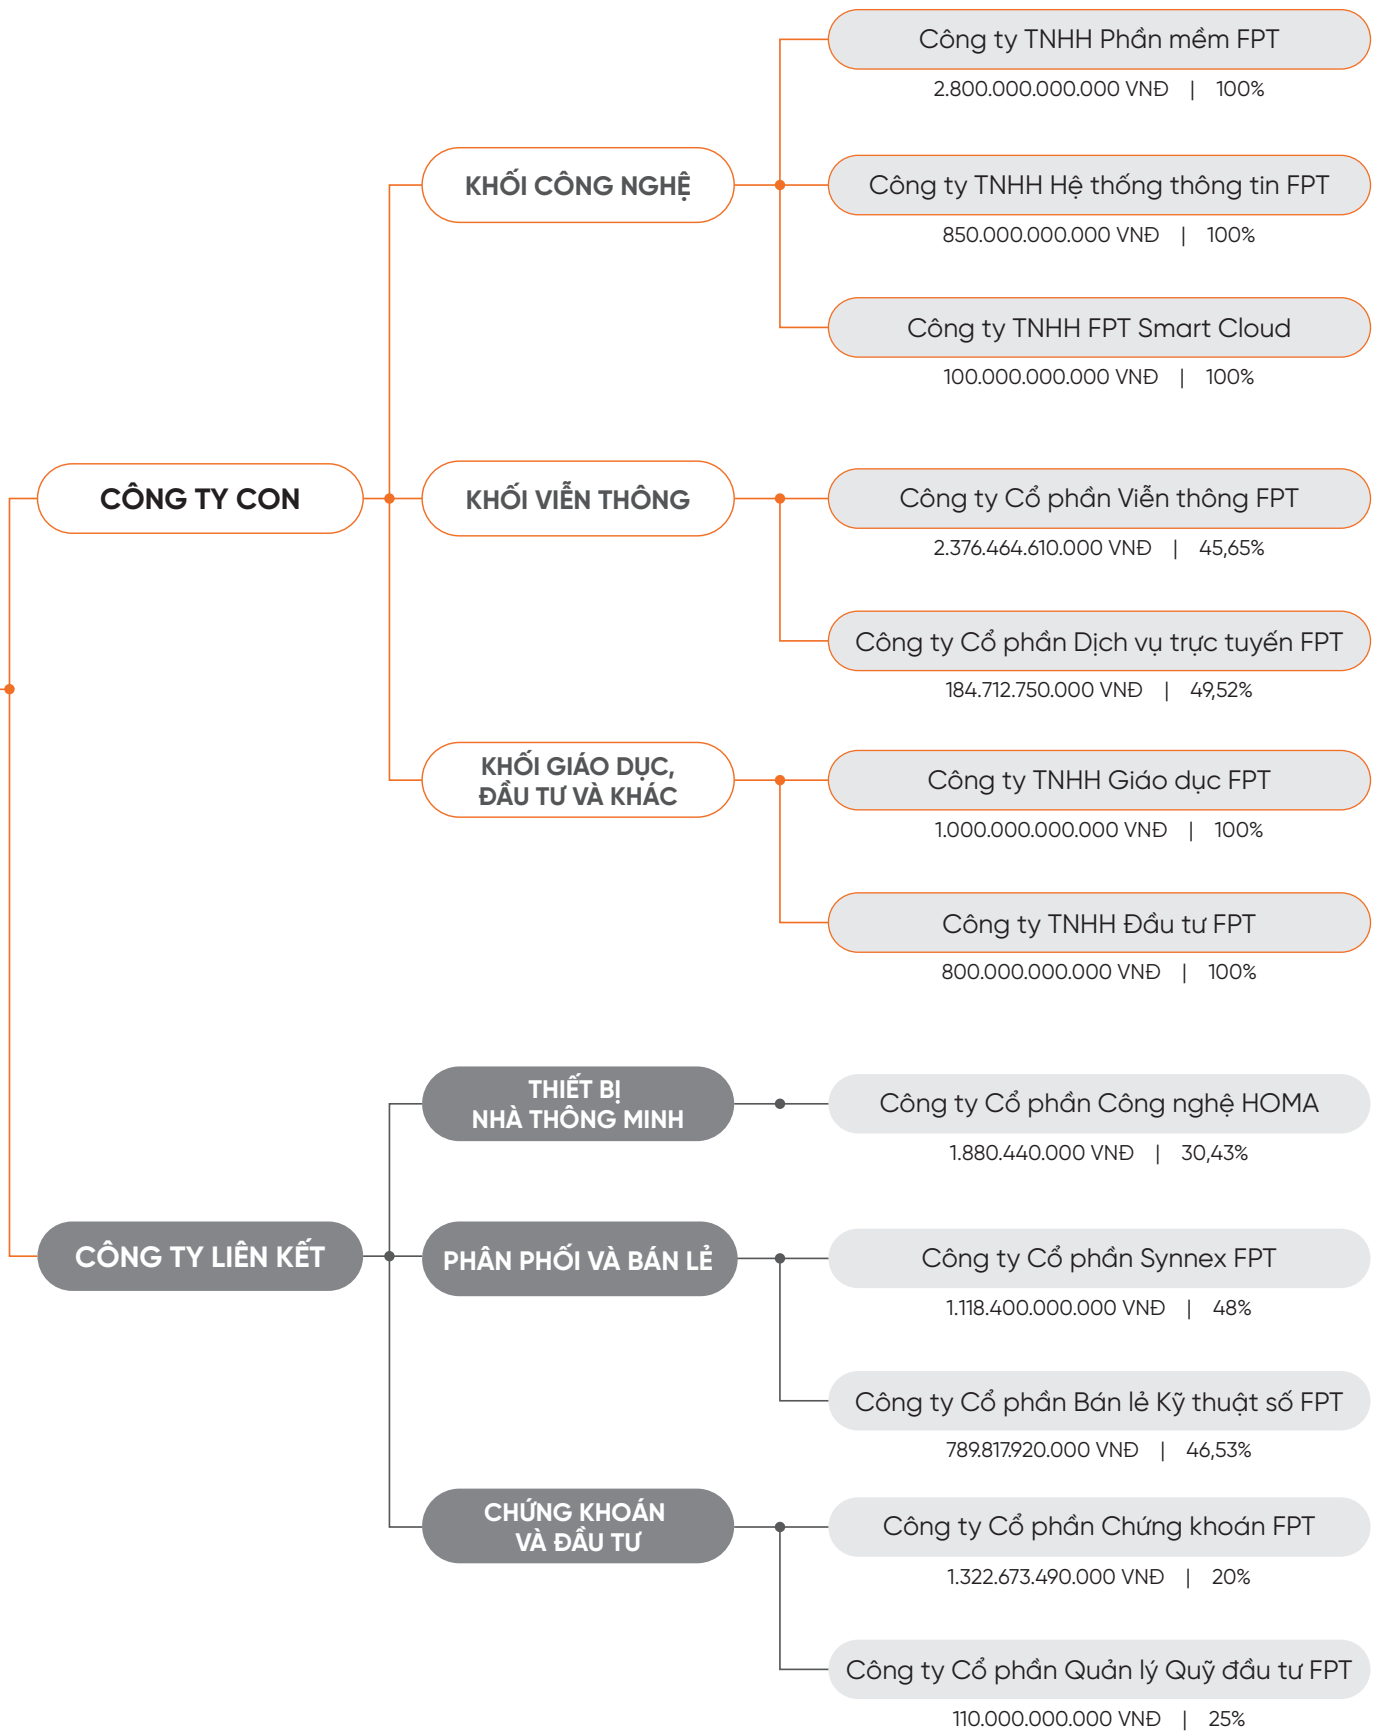 Công ty TNHH Phần mềm FPT
2.800.000.000.000 VNĐ | 100%
KHỐI CÔNG NGHỆ
Công ty TNHH Hệ thống thông tin FPT
850.000.000.000 VNĐ | 100%
Công ty TNHH FPT Smart Cloud
100.000.000.000 VNĐ | 100%
CÔNG TY CON
KHỐI VIỄN THÔNG
Công ty Cổ phần Viễn thông FPT
2.376.464.610.000 VNĐ | 45,65%
Công ty Cổ phần Dịch vụ trực tuyến FPT
184.712.750.000 VNĐ | 49,52%
KHỐI GIÁO DỤC,
ĐẦU TƯ VÀ KHÁC
Công ty TNHH Giáo dục FPT
1.000.000.000.000 VNĐ | 100%
Công ty TNHH Đầu tư FPT
800.000.000.000 VNĐ | 100%
THIẾT BỊ
NHÀ THÔNG MINH
Công ty Cổ phần Công nghệ HOMA
1.880.440.000 VNĐ | 30,43%
CÔNG TY LIÊN KẾT
PHÂN PHỐI VÀ BÁN LẺ
Công ty Cổ phần Synnex FPT
1.118.400.000.000 VNĐ | 48%
Công ty Cổ phần Bán lẻ Kỹ thuật số FPT
789.817.920.000 VNĐ | 46,53%
CHỨNG KHOÁN
VÀ ĐẦU TƯ
Công ty Cổ phần Chứng khoán FPT
1.322.673.490.000 VNĐ | 20%
Công ty Cổ phần Quản lý Quỹ đầu tư FPT
110.000.000.000 VNĐ | 25%